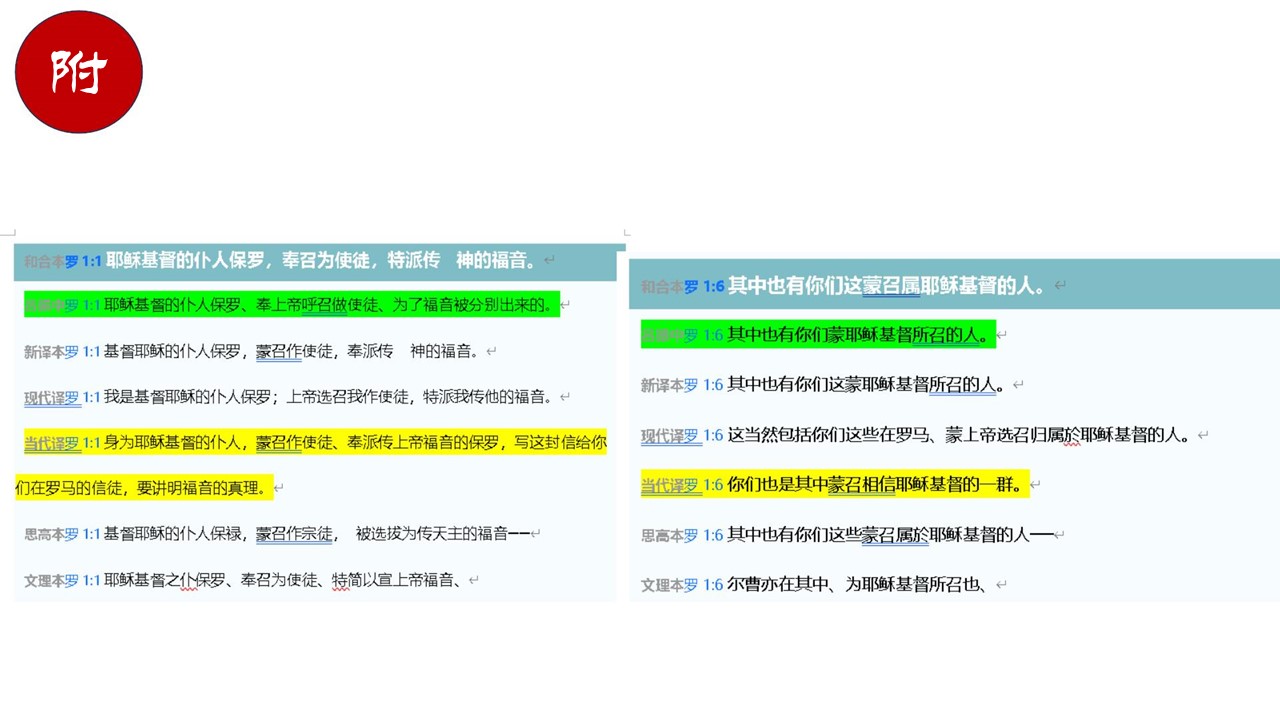 附
和合本罗 1:1 耶稣基督的仆人保罗，奉召为使徒，特派传　神的福音。
罗 1:1 耶稣基督的仆人保罗、奉上帝呼召做使徒、为了福音被分别出来的。
新译本罗 1:1 基督耶稣的仆人保罗，蒙召作使徒，奉派传　神的福音。
现代译罗 1:1 我是基督耶稣的仆人保罗；上帝选召我作使徒，特派我传他的福音。
当代译罗 1:1 身为耶稣基督的仆人，蒙召作使徒、奉派传上帝福音的保罗，写这封信给你
们在罗马的信徒，要讲明福音的真理。
思高本罗 1:1 基督耶稣的仆人保禄，蒙召作宗徒，　被选拔为传天主的福音──
文理本罗 1:1 耶稣基督之仆保罗、奉召为使徒、特简以宣上帝福音、
和合本罗 1:6 其中也有你们这蒙召属耶稣基督的人。
罗 1:6 其中也有你们蒙耶稣基督所召的人。
新译本罗 1:6 其中也有你们这蒙耶稣基督所召的人。
现代译罗 1:6 这当然包括你们这些在罗马、蒙上帝选召归属於耶稣基督的人。
当代译罗 1:6 你们也是其中蒙召相信耶稣基督的一群。
思高本罗 1:6 其中也有你们这些蒙召属於耶稣基督的人──
文理本罗 1:6 尔曹亦在其中、为耶稣基督所召也、